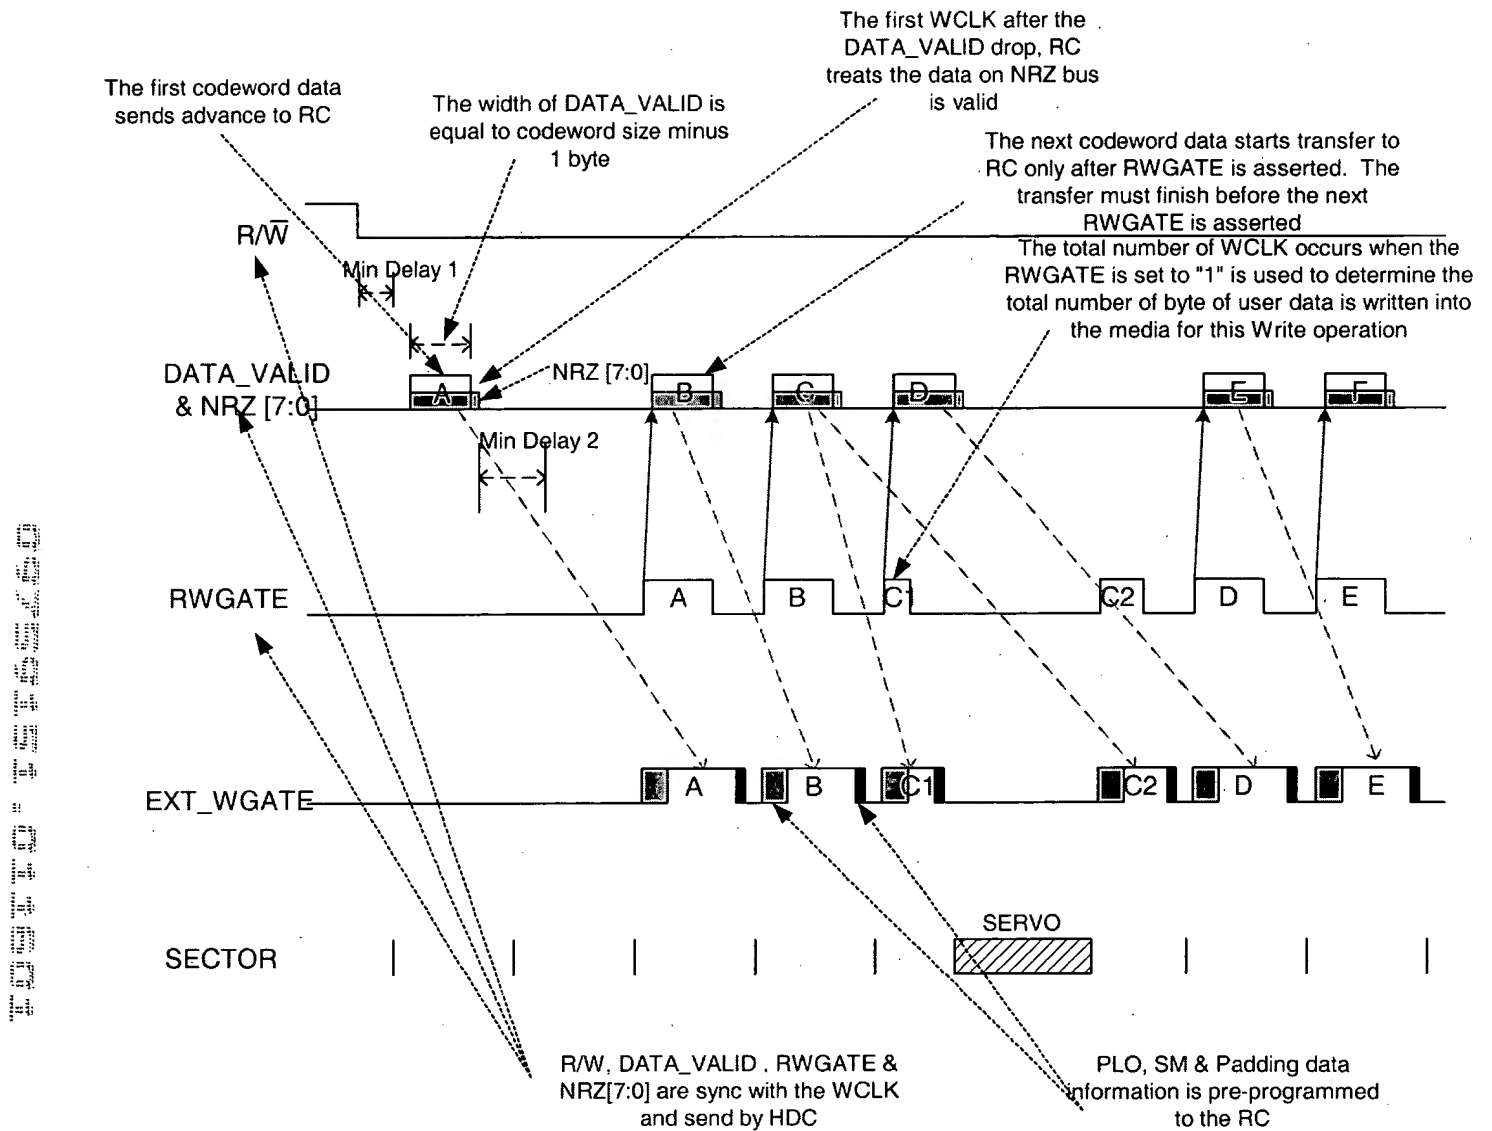 The first WCLK after the
DATA_VALID drop, RC
treats the data on NRZ bus
is valid
The first codeword data
sends advance to RC
The width of DATA_VALID is
equal to codeword size minus
1 byte
The next codeword data starts transfer to
RC only after RWGATE is asserted. The
transfer must finish before the next
RWGATE is asserted
R/W̅
The total number of WCLK occurs when the
RWGATE is set to "1" is used to determine the
total number of byte of user data is written into
the media for this Write operation
Min Delay 1
DATA_VALID
& NRZ [7:0]
NRZ [7:0]
A B C D E F
Min Delay 2
RWGATE
A B C1 C2 D E
EXT_WGATE
A B C1 C2 D E
SERVO
SECTOR
R/W, DATA_VALID , RWGATE &
NRZ[7:0] are sync with the WCLK
and send by HDC
PLO, SM & Padding data
information is pre-programmed
to the RC